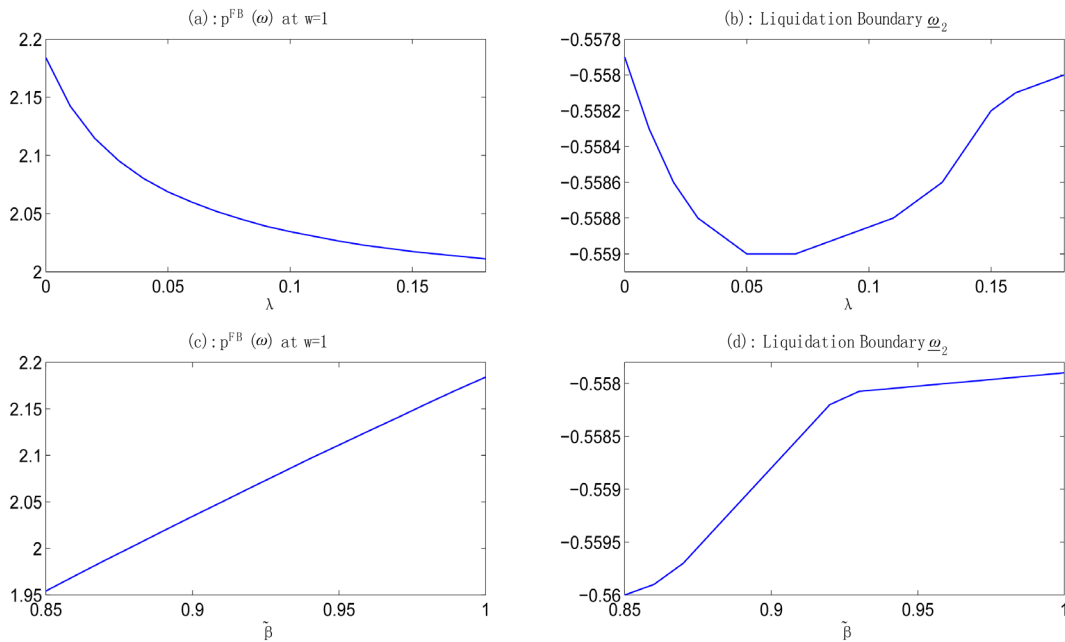 (a): p^FB (ω) at w=1
2.2
2.15
2.1
2.05
2
0 0.05 0.1 0.15
λ
(b): Liquidation Boundary ω̲₂
−0.5578
−0.558
−0.5582
−0.5584
−0.5586
−0.5588
−0.559
0 0.05 0.1 0.15
λ
(c): p^FB (ω) at w=1
2.2
2.15
2.1
2.05
2
1.95
0.85 0.9 0.95 1
β̃
(d): Liquidation Boundary ω̲₂
−0.558
−0.5585
−0.559
−0.5595
−0.56
0.85 0.9 0.95 1
β̃